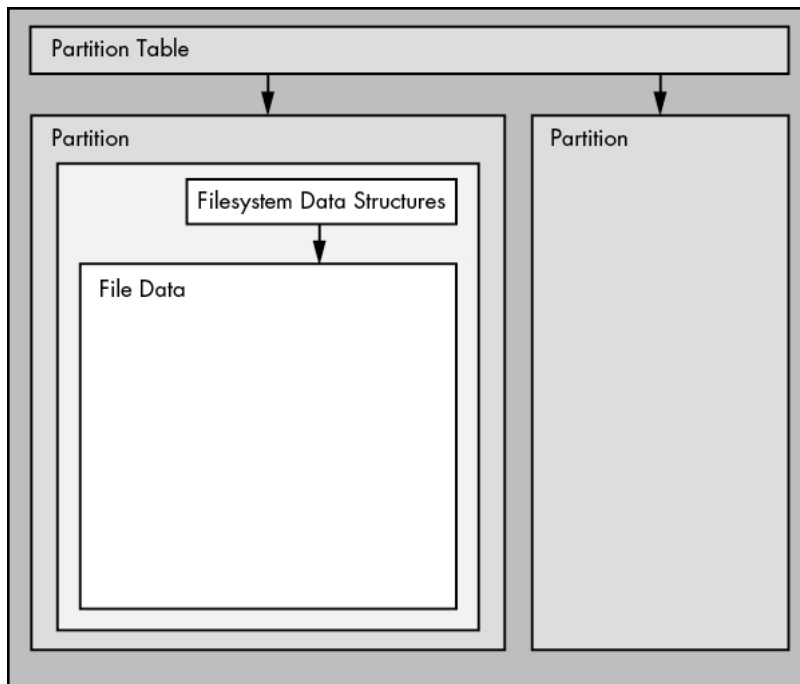 Partition Table
Partition
Partition
Filesystem Data Structures
File Data